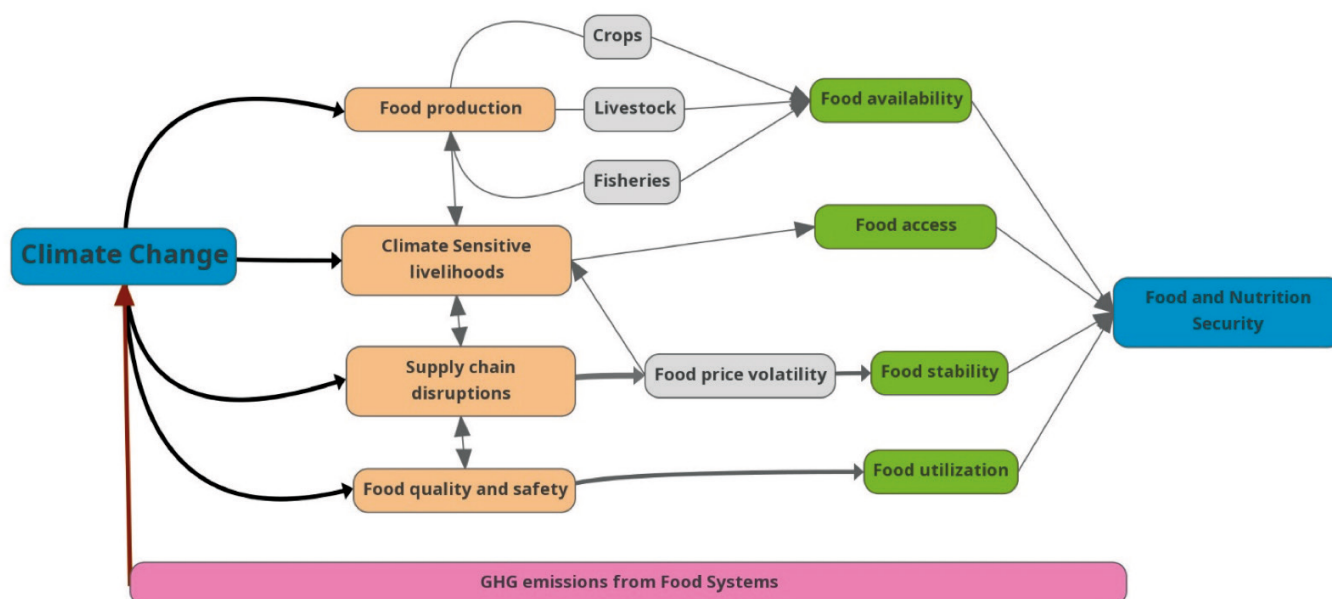 Crops
Food production
Livestock
Food availability
Fisheries
Climate Change
Climate Sensitive
livelihoods
Food access
Food and Nutrition
Security
Supply chain
disruptions
Food price volatility
Food stability
Food quality and safety
Food utilization
GHG emissions from Food Systems